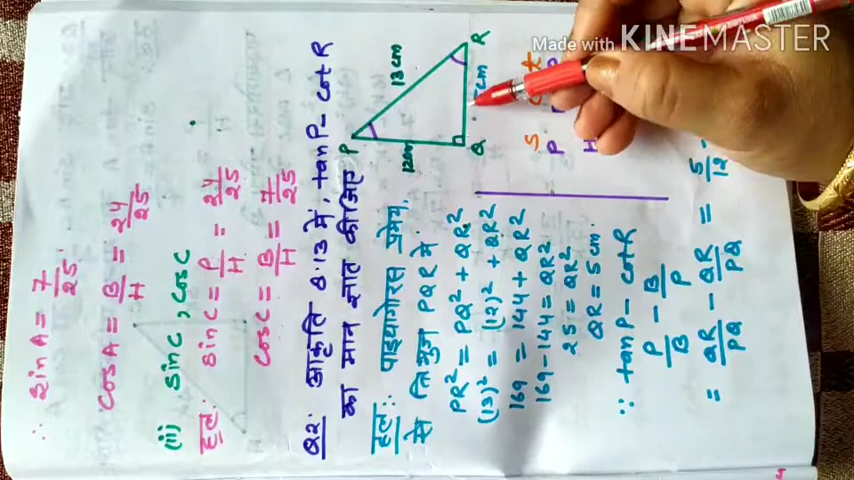 ∴ sin A = 7/25
cos A = B/H = 24/25
(ii) sin C, cos C
हल: sin C = P/H = 24/25
cos C = B/H = 7/25
Q2. आकृति 8.13 में, tan P - cot R
का मान ज्ञात कीजिए
P
13 cm
R
12cm
Q
cm
हल: पाइथागोरस प्रमेय
से त्रिभुज PQR में
PR² = PQ² + QR²
(13)² = (12)² + QR²
169 = 144 + QR²
169 - 144 = QR²
25 = QR²
QR = 5 cm.
∵ tan P - cot R
P/B - B/P
= QR/PQ - QR/PQ = 5/12 -
S
t
P
H
Made with KINEMASTER